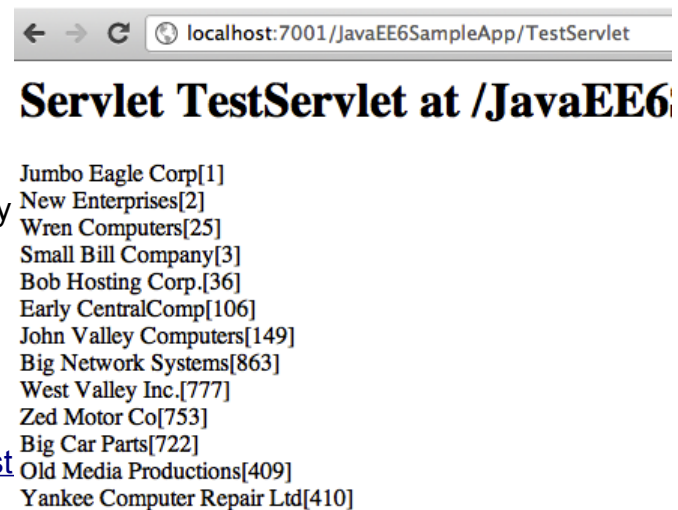 localhost:7001/JavaEE6SampleApp/TestServlet
Servlet TestServlet at /JavaEE6
Jumbo Eagle Corp[1]
y
New Enterprises[2]
Wren Computers[25]
Small Bill Company[3]
Bob Hosting Corp.[36]
Early CentralComp[106]
John Valley Computers[149]
Big Network Systems[863]
West Valley Inc.[777]
Zed Motor Co[753]
Big Car Parts[722]
st
Old Media Productions[409]
Yankee Computer Repair Ltd[410]